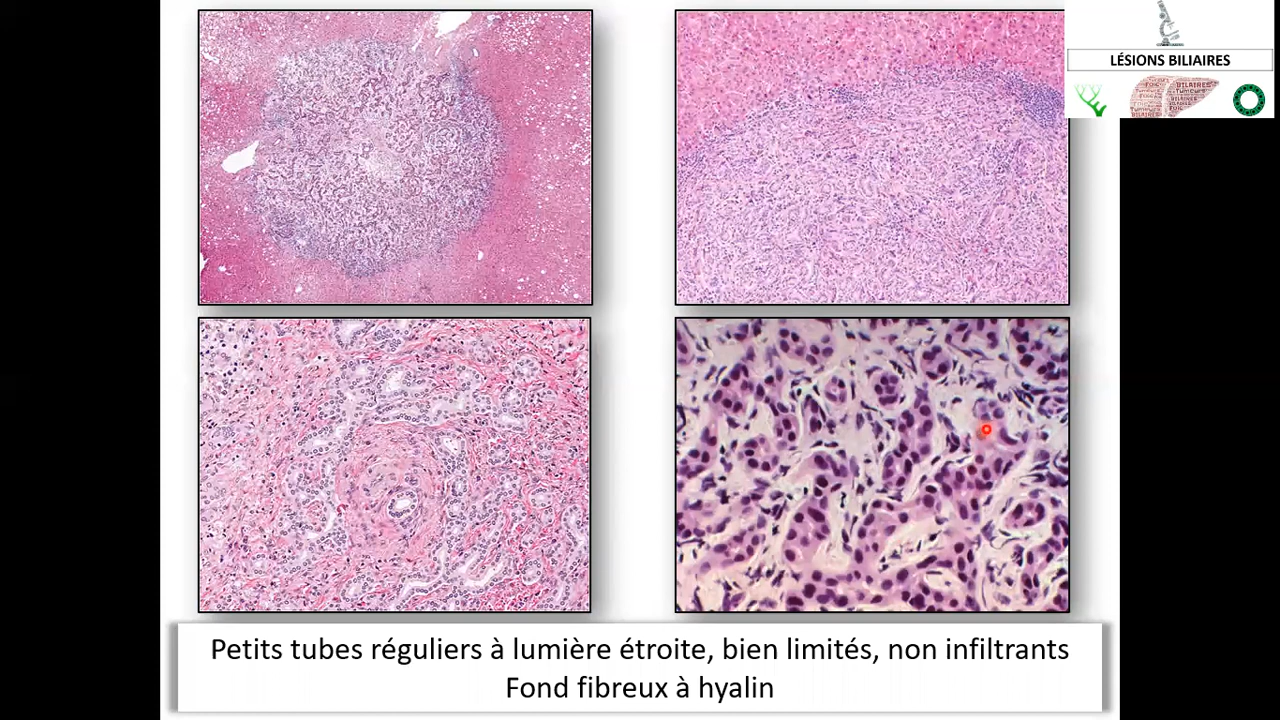 LÉSIONS BILIAIRES
Petits tubes réguliers à lumière étroite, bien limités, non infiltrants
Fond fibreux à hyalin